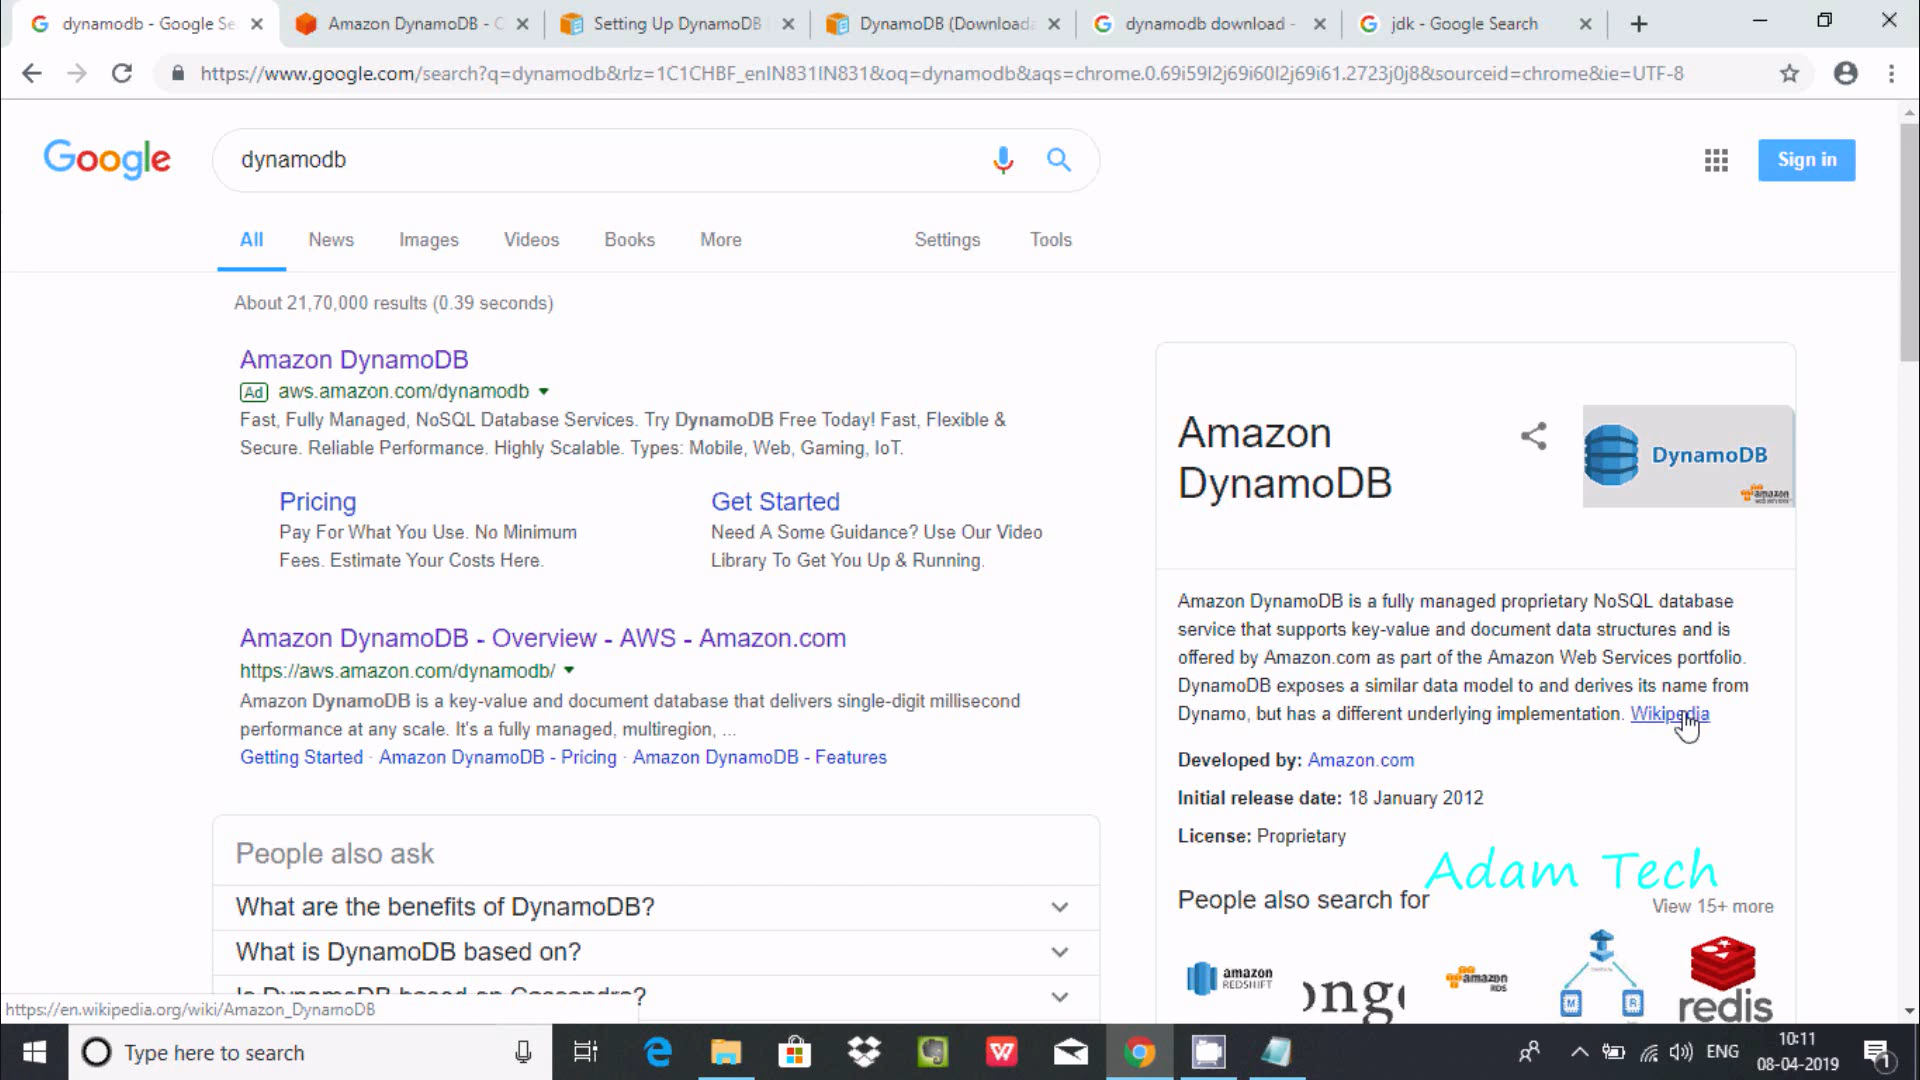 dynamodb - Google Se
Amazon DynamoDB - C
Setting Up DynamoDB
DynamoDB (Downloada
dynamodb download -
jdk - Google Search
https://www.google.com/search?q=dynamodb&rlz=1C1CHBF_enIN831IN831&oq=dynamodb&aqs=chrome.0.69i59l2j69i60l2j69i61.2723j0j8&sourceid=chrome&ie=UTF-8
Google
dynamodb
Sign in
All
News
Images
Videos
Books
More
Settings
Tools
About 21,70,000 results (0.39 seconds)
Amazon DynamoDB
Ad aws.amazon.com/dynamodb
Fast, Fully Managed, NoSQL Database Services. Try DynamoDB Free Today! Fast, Flexible &
Secure. Reliable Performance. Highly Scalable. Types: Mobile, Web, Gaming, IoT.
Pricing
Pay For What You Use. No Minimum
Fees. Estimate Your Costs Here.
Get Started
Need A Some Guidance? Use Our Video
Library To Get You Up & Running.
Amazon DynamoDB - Overview - AWS - Amazon.com
https://aws.amazon.com/dynamodb/
Amazon DynamoDB is a key-value and document database that delivers single-digit millisecond
performance at any scale. It's a fully managed, multiregion, ...
Getting Started · Amazon DynamoDB - Pricing · Amazon DynamoDB - Features
People also ask
What are the benefits of DynamoDB?
What is DynamoDB based on?
Is DynamoDB based on Cassandra?
https://en.wikipedia.org/wiki/Amazon_DynamoDB
Amazon
DynamoDB
DynamoDB
amazon
web services
Amazon DynamoDB is a fully managed proprietary NoSQL database
service that supports key-value and document data structures and is
offered by Amazon.com as part of the Amazon Web Services portfolio.
DynamoDB exposes a similar data model to and derives its name from
Dynamo, but has a different underlying implementation. Wikipedia
Developed by: Amazon.com
Initial release date: 18 January 2012
License: Proprietary
Adam Tech
People also search for
View 15+ more
amazon
REDSHIFT
ong
amazon
RDS
M
R
redis
Type here to search
ENG
10:11
08-04-2019
1